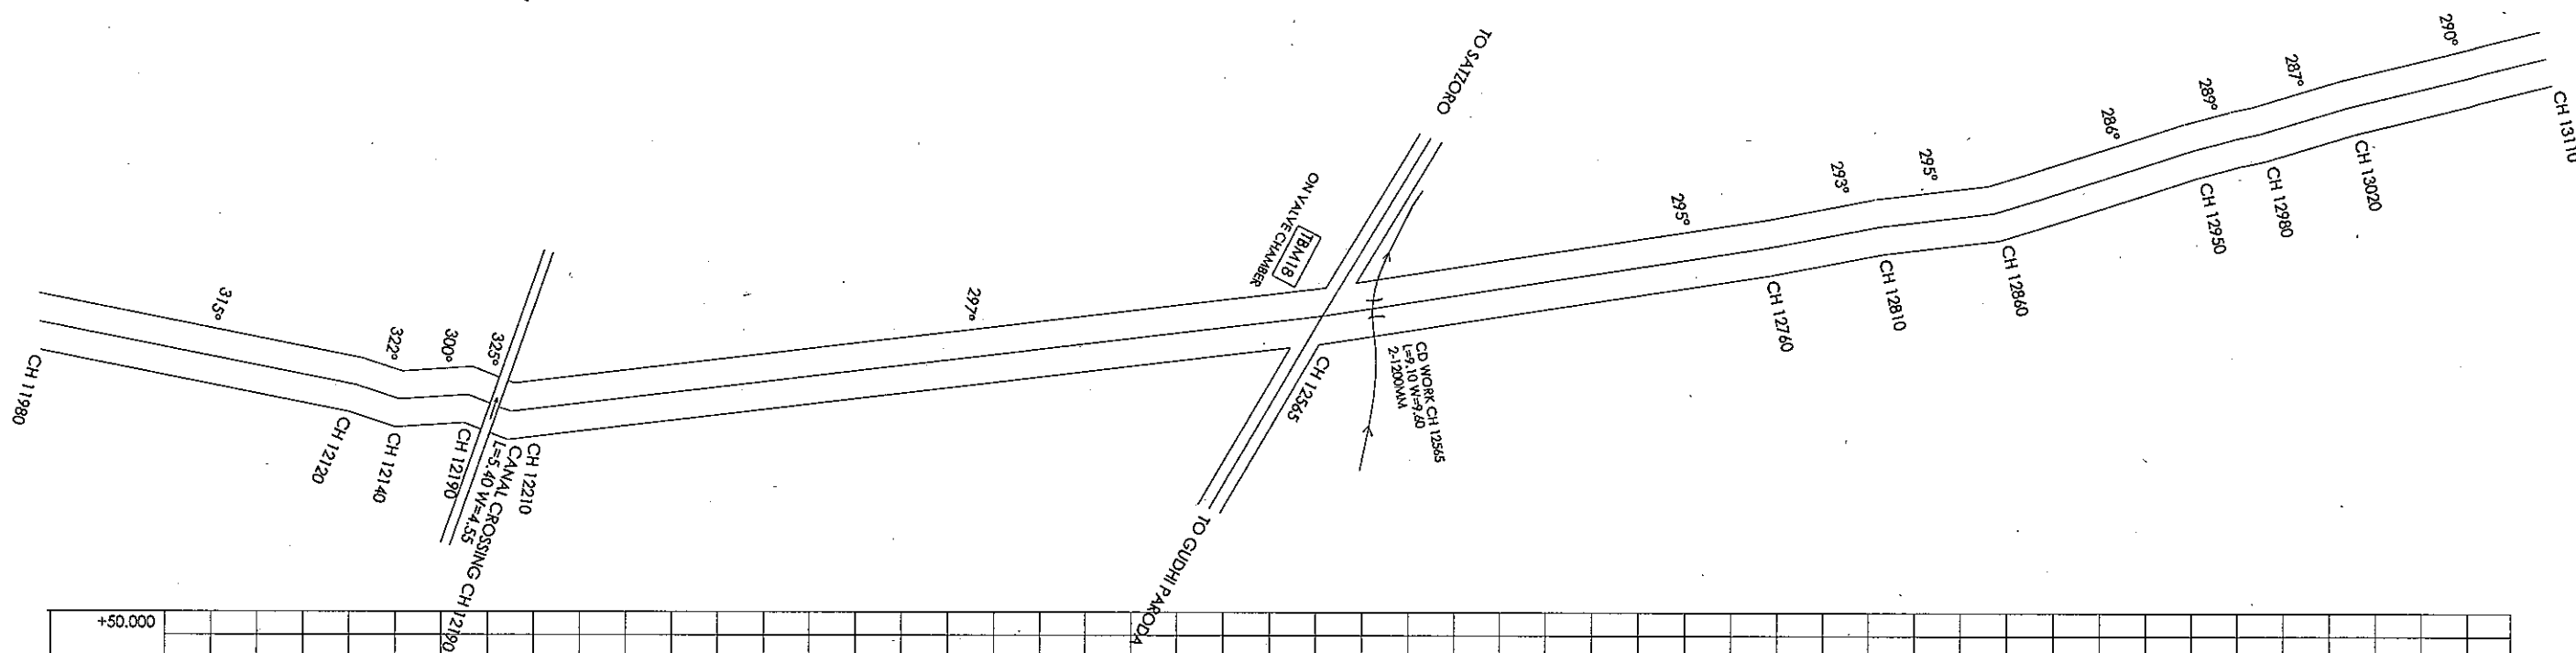 315°
322°
300°
325°
297°
ON VALVE CHAMBER
TBM18
TO SATZORO
295°
293°
295°
286°
289°
287°
290°
CH 11980
CH 12120
CH 12140
CH 12190
CH 12210
CANAL CROSSING CH 12190
L=5.40 W=4.55
TO GUDHI PARODA
CH 12565
CD WORK CH 12565
L=9.10 W=9.60
2-1200MM
CH 12760
CH 12810
CH 12860
CH 12950
CH 12980
CH 13020
CH 13110
+50.000